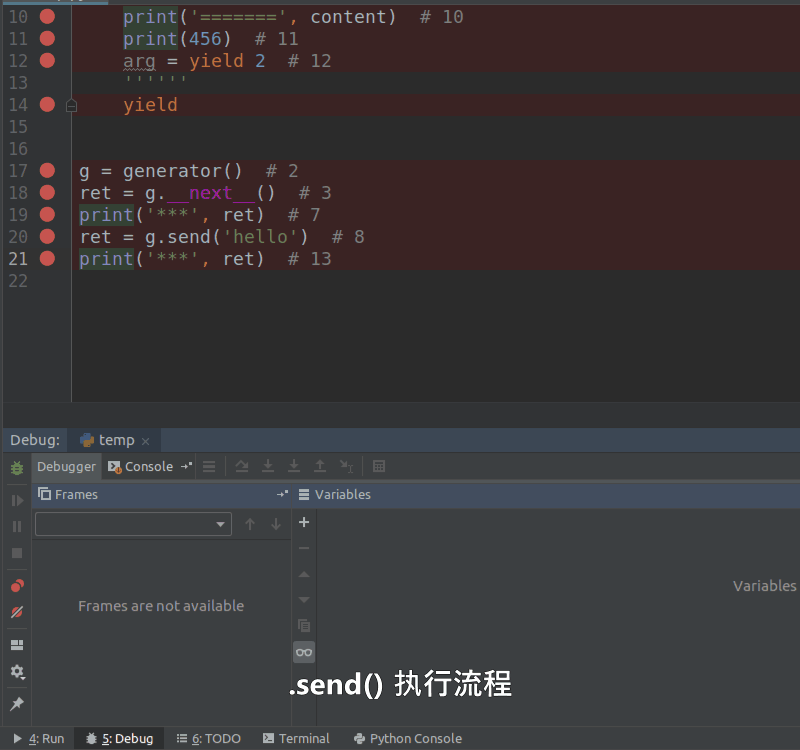 10 print('=======', content)  # 10
11 print(456)  # 11
12 arg = yield 2  # 12
13 ''''''
14 yield
15
16
17 g = generator()  # 2
18 ret = g.__next__()  # 3
19 print('***', ret)  # 7
20 ret = g.send('hello')  # 8
21 print('***', ret)  # 13
22
Debug: temp ×
Debugger Console
Frames Variables
Frames are not available
Variables
.send() 执行流程
4: Run 5: Debug 6: TODO Terminal Python Console